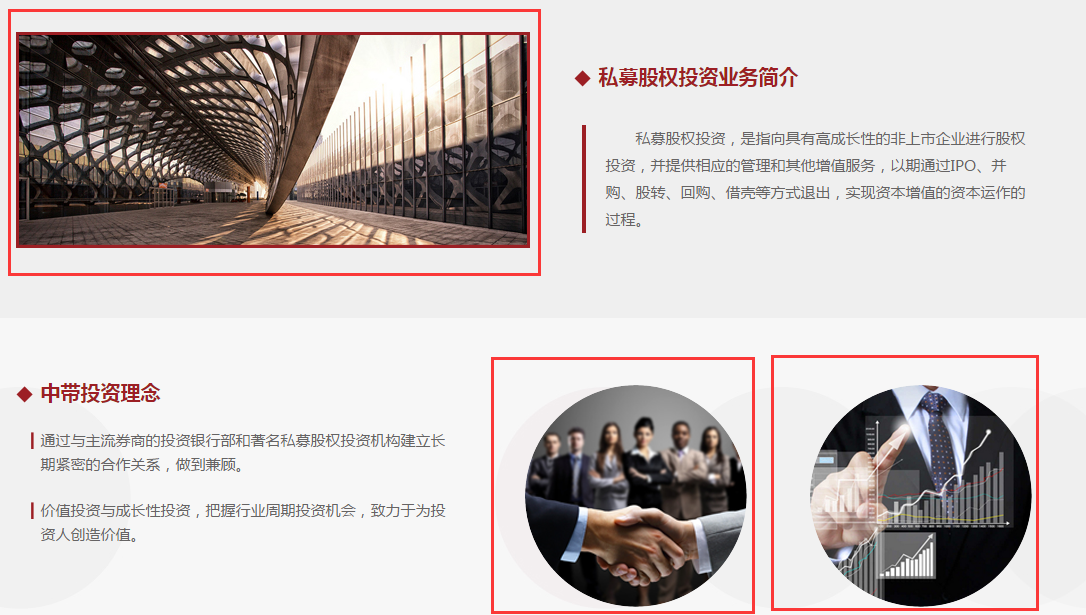 私募股权投资业务简介
私募股权投资，是指向具有高成长性的非上市企业进行股权
投资，并提供相应的管理和其他增值服务，以期通过IPO、并
购、股转、回购、借壳等方式退出，实现资本增值的资本运作的
过程。
中带投资理念
通过与主流券商的投资银行部和著名私募股权投资机构建立长
期紧密的合作关系，做到兼顾。
价值投资与成长性投资，把握行业周期投资机会，致力于为投
资人创造价值。